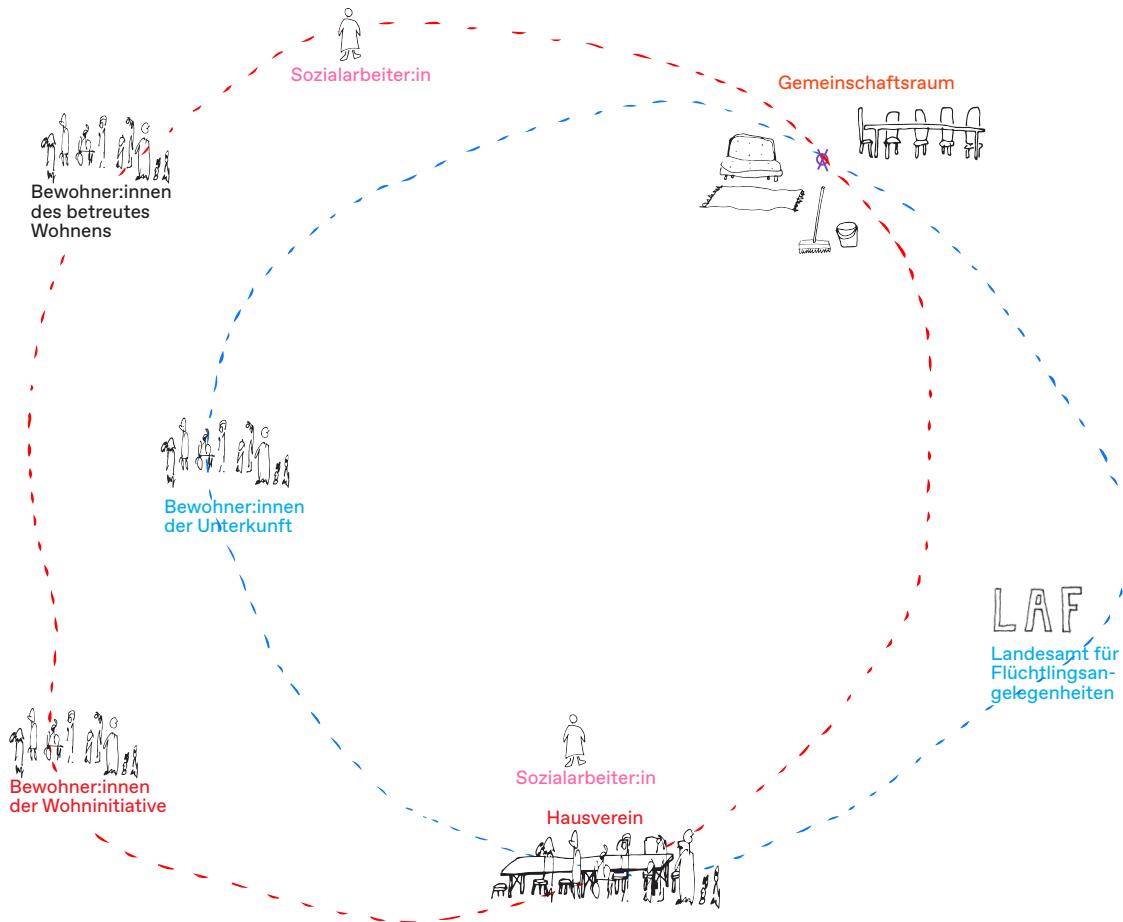 Sozialarbeiter:in
Gemeinschaftsraum
Bewohner:innen
des betreutes
Wohnens
Bewohner:innen
der Unterkunft
LAF
Landesamt für
Flüchtlingsan-
gelegenheiten
Sozialarbeiter:in
Bewohner:innen
der Wohninitiative
Hausverein